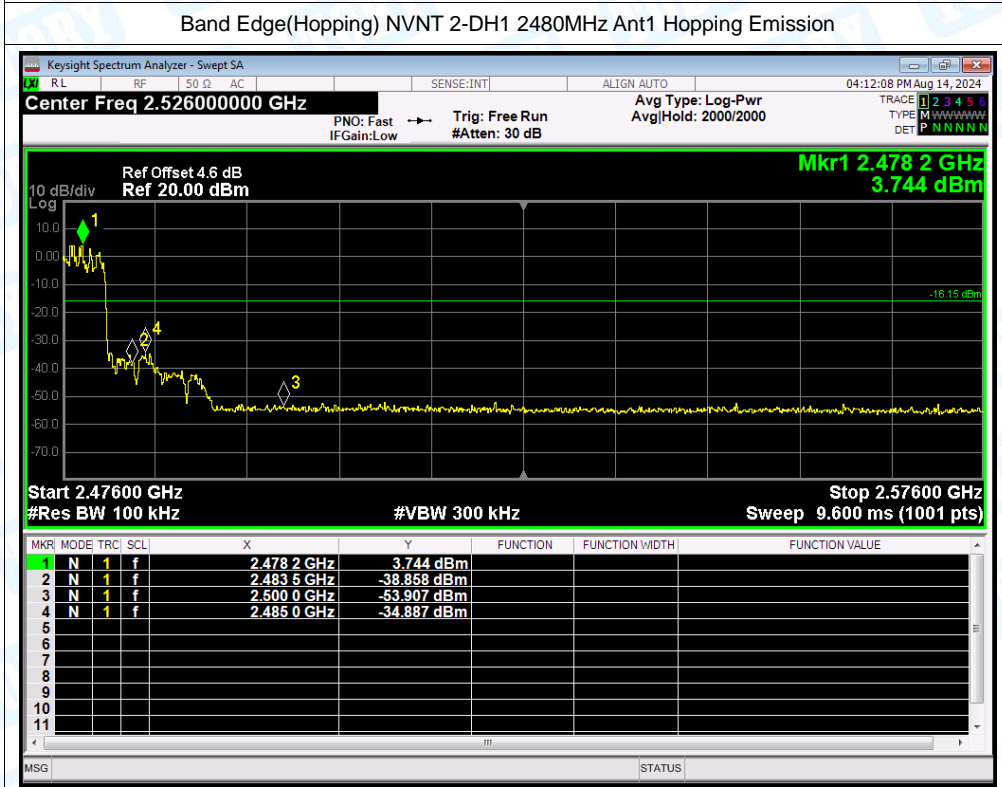 Band Edge(Hopping) NVNT 2-DH1 2480MHz Ant1 Hopping Emission
Keysight Spectrum Analyzer - Swept SA
LXI RL RF 50 Ω AC SENSE:INT ALIGN AUTO 04:12:08 PM Aug 14, 2024
Center Freq 2.526000000 GHz Avg Type: Log-Pwr TRACE 1 2 3 4 5 6
PNO: Fast Trig: Free Run Avg|Hold: 2000/2000 TYPE M WWWWW
IFGain:Low #Atten: 30 dB DET P N N N N N
Mkr1 2.478 2 GHz
Ref Offset 4.6 dB
10 dB/div Ref 20.00 dBm 3.744 dBm
Log
10.0
1
0.00
-10.0
-16.15 dBm
-20.0
4
2
-30.0
-40.0
3
-50.0
-60.0
-70.0
Start 2.47600 GHz Stop 2.57600 GHz
#Res BW 100 kHz #VBW 300 kHz Sweep 9.600 ms (1001 pts)
MKR MODE TRC SCL X Y FUNCTION FUNCTION WIDTH FUNCTION VALUE
1 N 1 f 2.478 2 GHz 3.744 dBm
2 N 1 f 2.483 5 GHz -38.858 dBm
3 N 1 f 2.500 0 GHz -53.907 dBm
4 N 1 f 2.485 0 GHz -34.887 dBm
5
6
7
8
9
10
11
MSG STATUS